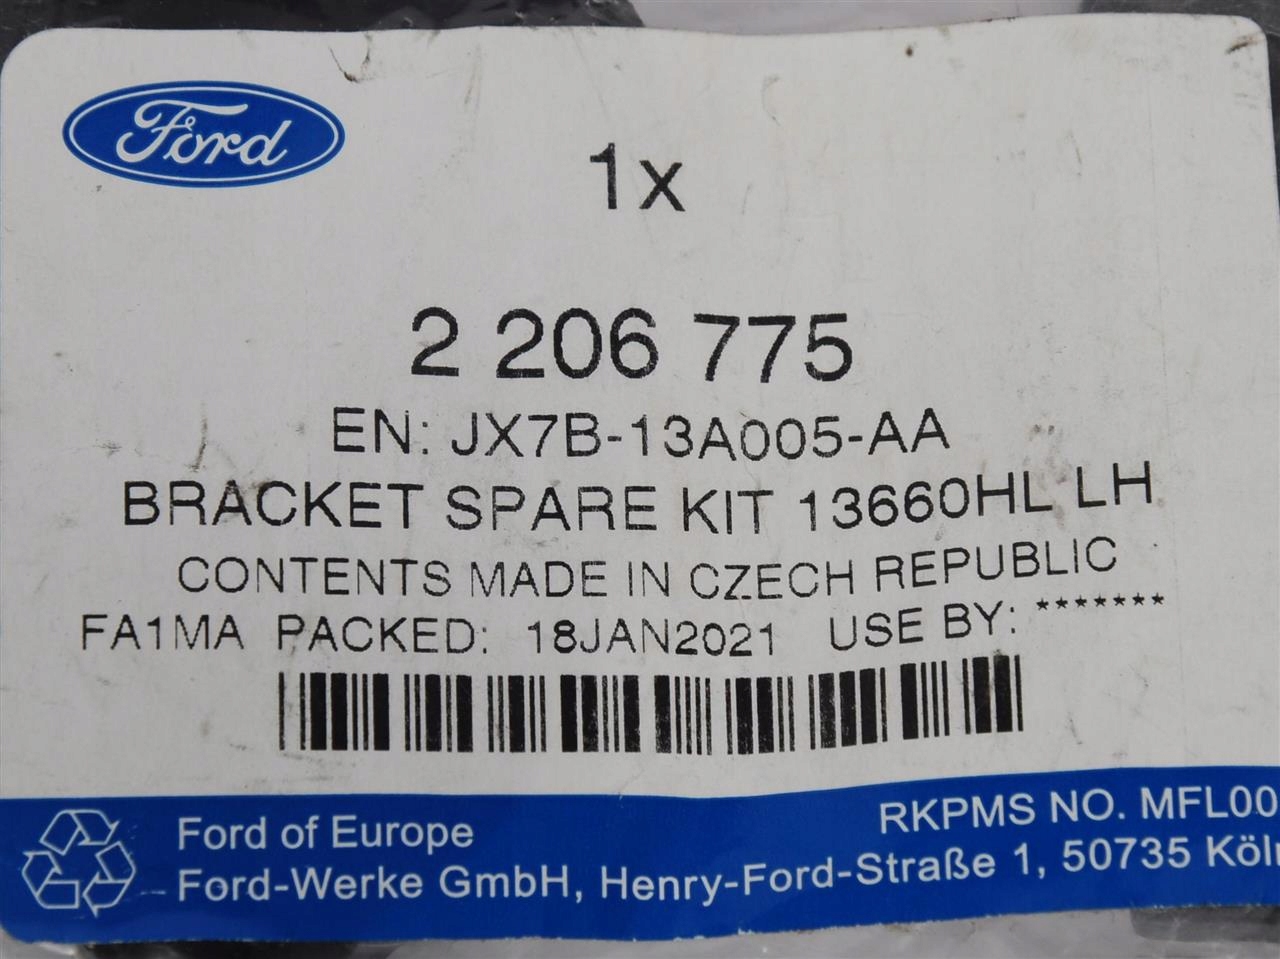 Ford
1x
2 206 775
EN: JX7B-13A005-AA
BRACKET SPARE KIT 13660HL LH
CONTENTS MADE IN CZECH REPUBLIC
FA1MA PACKED: 18JAN2021 USE BY: *******
RKPMS NO. MFL00
Ford of Europe
Ford-Werke GmbH, Henry-Ford-Straße 1, 50735 Köln